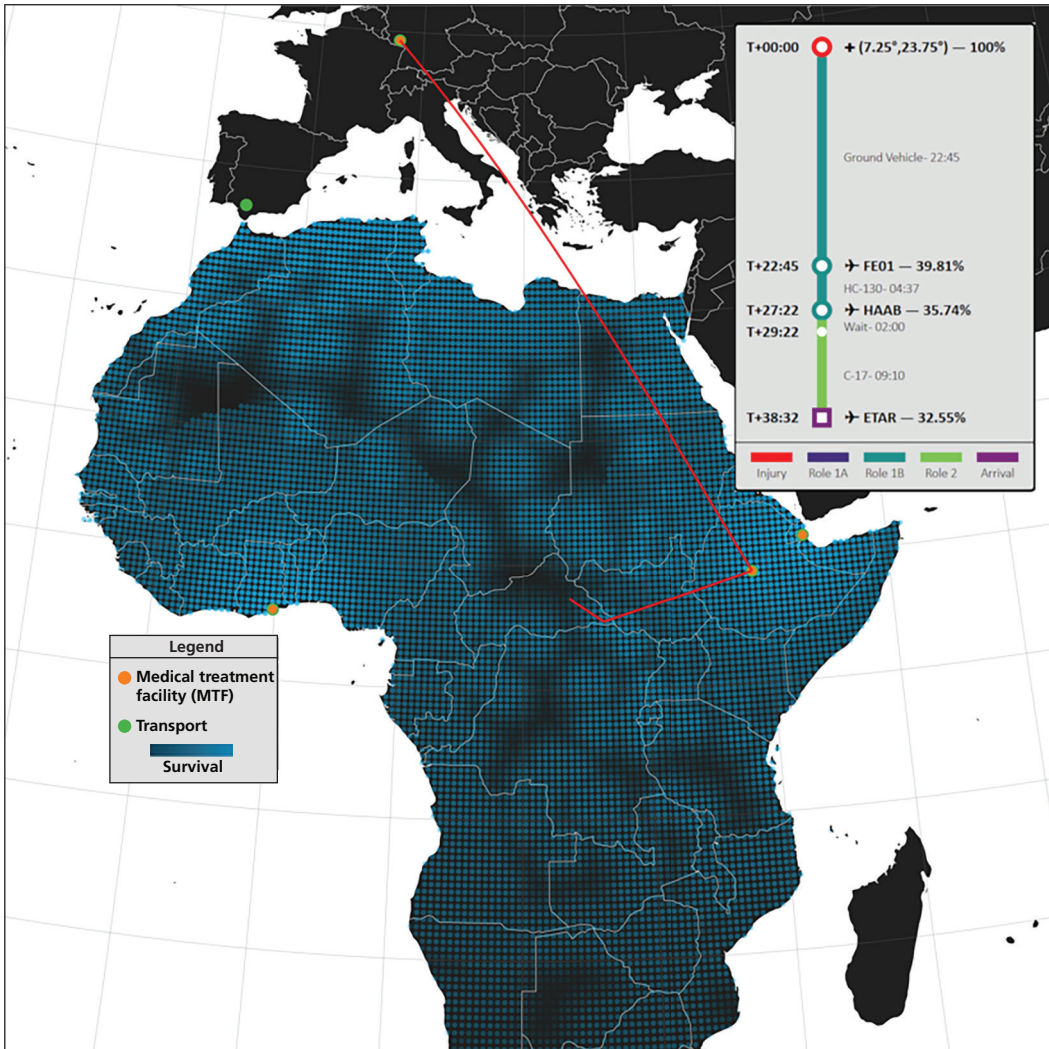 T+00:00 + (7.25°,23.75°) — 100%
Ground Vehicle- 22:45
T+22:45 ✈ FE01 — 39.81%
HC-130- 04:37
T+27:22 ✈ HAAB — 35.74%
T+29:22 Wait- 02:00
C-17- 09:10
T+38:32 ✈ ETAR — 32.55%
Injury Role 1A Role 1B Role 2 Arrival
Legend
Medical treatment
facility (MTF)
Transport
Survival